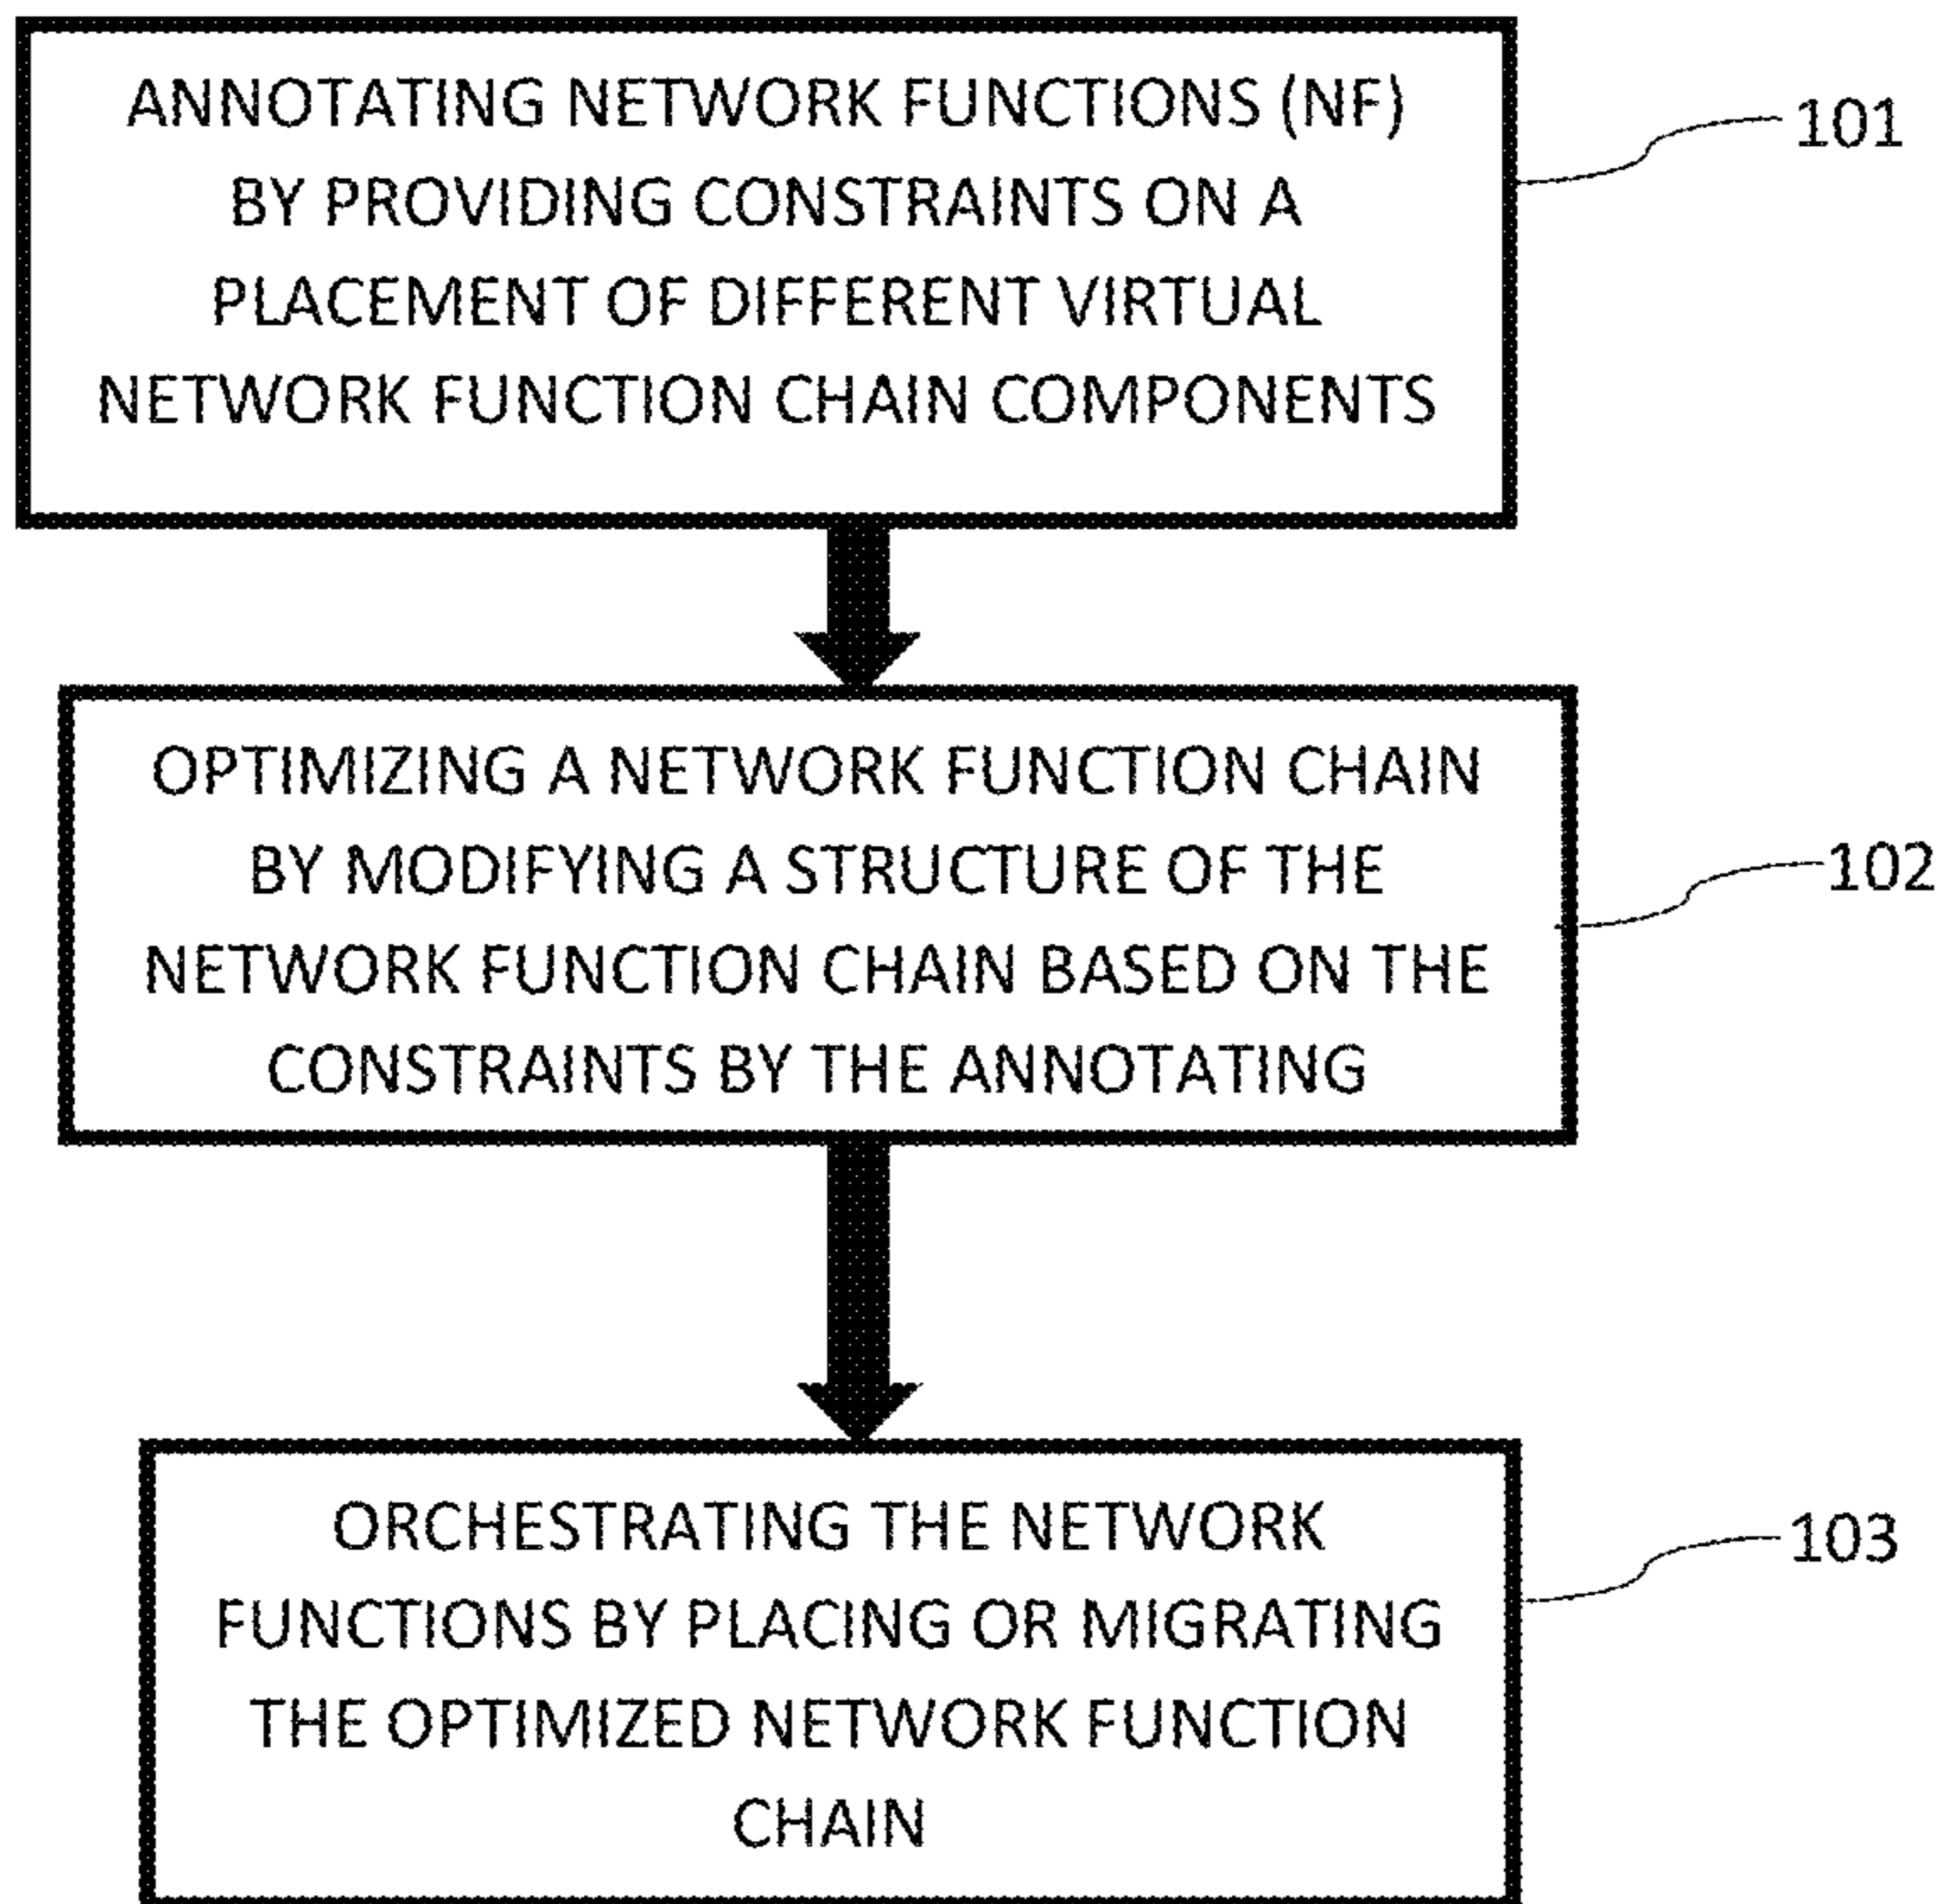 ANNOTATING NETWORK FUNCTIONS (NF)
BY PROVIDING CONSTRAINTS ON A
PLACEMENT OF DIFFERENT VIRTUAL
NETWORK FUNCTION CHAIN COMPONENTS
101
OPTIMIZING A NETWORK FUNCTION CHAIN
BY MODIFYING A STRUCTURE OF THE
NETWORK FUNCTION CHAIN BASED ON THE
CONSTRAINTS BY THE ANNOTATING
102
ORCHESTRATING THE NETWORK
FUNCTIONS BY PLACING OR MIGRATING
THE OPTIMIZED NETWORK FUNCTION
CHAIN
103